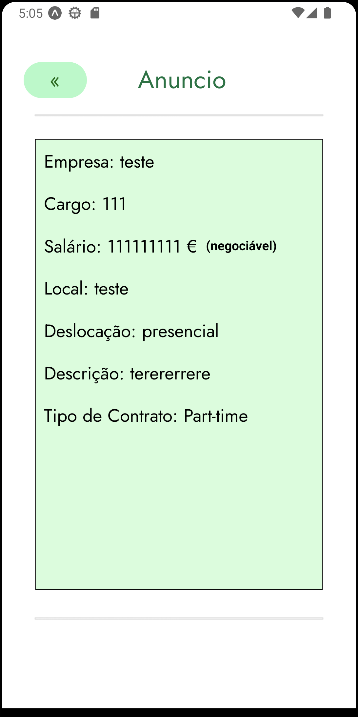 5:05
«
Anuncio
Empresa: teste
Cargo: 111
Salário: 111111111 € (negociável)
Local: teste
Deslocação: presencial
Descrição: terererrere
Tipo de Contrato: Part-time